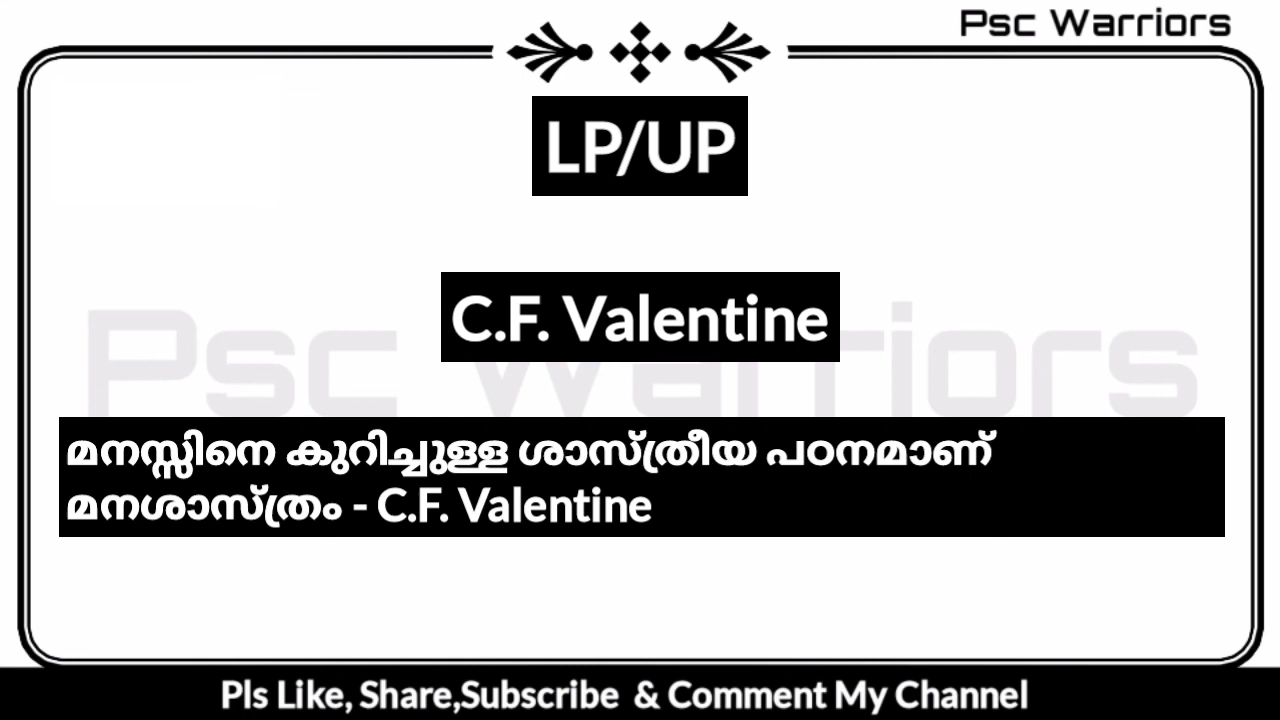 Psc Warriors
LP/UP
C.F. Valentine
Psc Warriors
മനസ്സിനെ കുറിച്ചുള്ള ശാസ്ത്രീയ പഠനമാണ്
മനശാസ്ത്രം - C.F. Valentine
Pls Like, Share,Subscribe & Comment My Channel